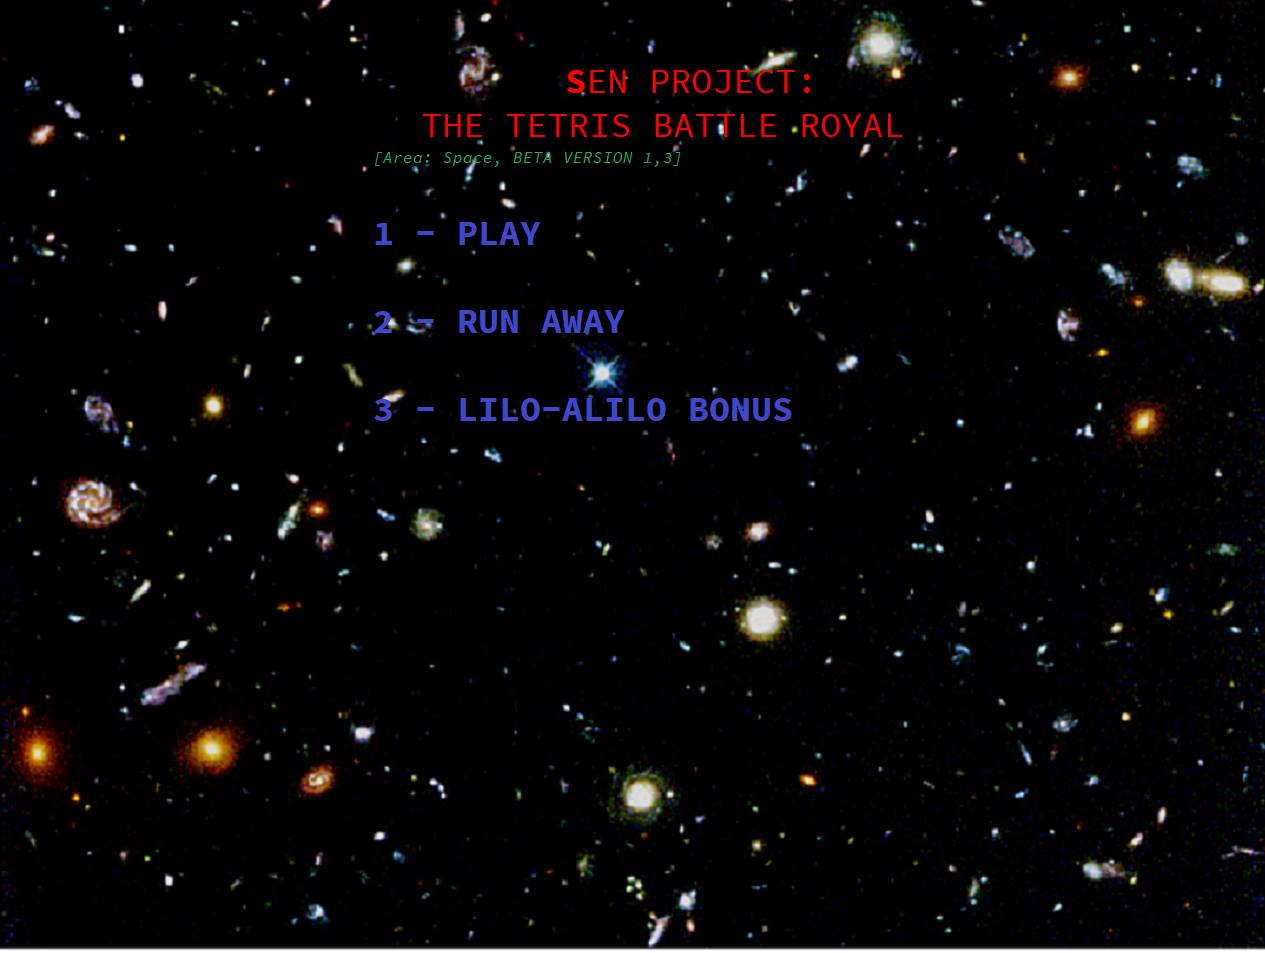 SEN PROJECT:
THE TETRIS BATTLE ROYAL
[Area: Space, BETA VERSION 1,3]
1 - PLAY
2 - RUN AWAY
3 - LILO-ALILO BONUS